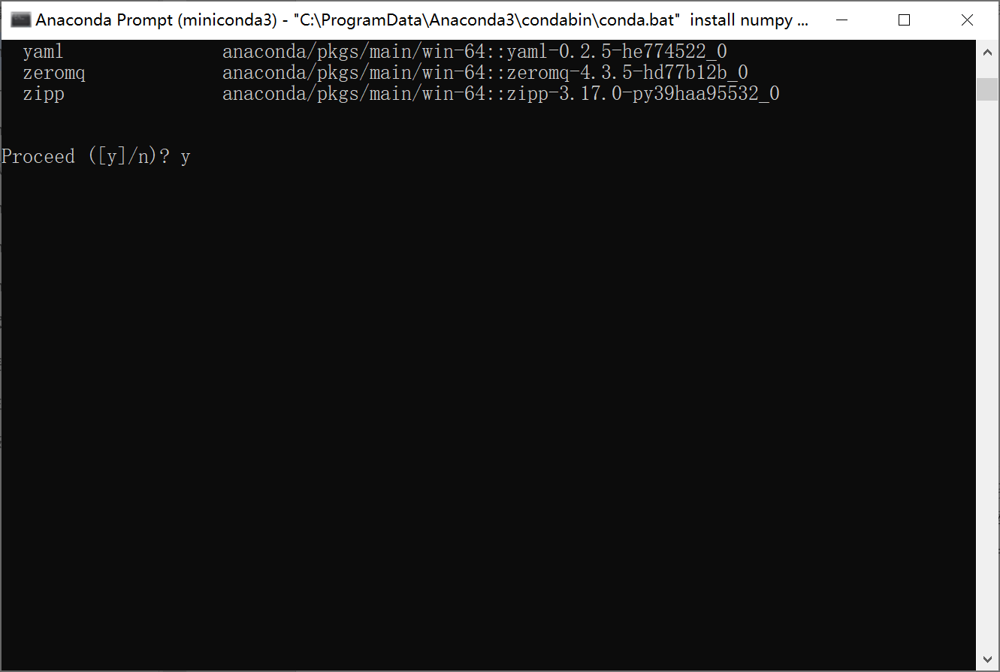 Anaconda Prompt (miniconda3) - "C:\ProgramData\Anaconda3\condabin\conda.bat"  install numpy ...
yaml anaconda/pkgs/main/win-64::yaml-0.2.5-he774522_0
zeromq anaconda/pkgs/main/win-64::zeromq-4.3.5-hd77b12b_0
zipp anaconda/pkgs/main/win-64::zipp-3.17.0-py39haa95532_0
Proceed ([y]/n)? y